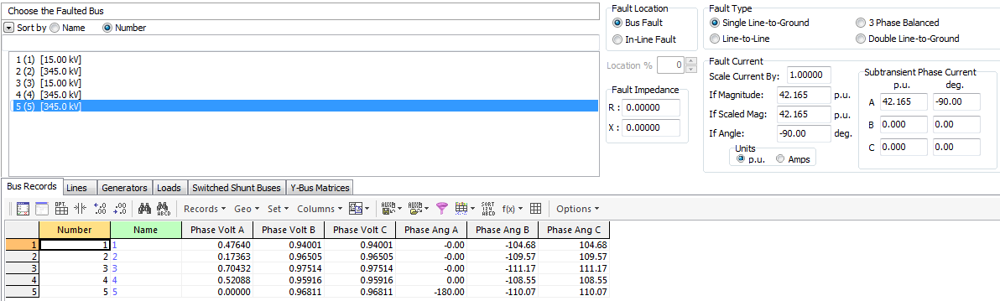 Choose the Faulted Bus
Sort by Name Number
1 (1) [15.00 kV]
2 (2) [345.0 kV]
3 (3) [15.00 kV]
4 (4) [345.0 kV]
5 (5) [345.0 kV]
Fault Location
Bus Fault
In-Line Fault
Location % 0
Fault Impedance
R : 0.00000
X : 0.00000
Fault Type
Single Line-to-Ground 3 Phase Balanced
Line-to-Line Double Line-to-Ground
Fault Current
Scale Current By: 1.00000
If Magnitude: 42.165 p.u.
If Scaled Mag: 42.165 p.u.
If Angle: -90.00 deg.
Units
p.u. Amps
Subtransient Phase Current
p.u. deg.
A 42.165 -90.00
B 0.000 0.00
C 0.000 0.00
Bus Records Lines Generators Loads Switched Shunt Buses Y-Bus Matrices
OPT. .00 .0 ABCD Records Geo Set Columns AUXB AUXB SORT 124 ABED f(x) Options
Number Name Phase Volt A Phase Volt B Phase Volt C Phase Ang A Phase Ang B Phase Ang C
1 1 1 0.47640 0.94001 0.94001 -0.00 -104.68 104.68
2 2 2 0.17363 0.96505 0.96505 -0.00 -109.57 109.57
3 3 3 0.70432 0.97514 0.97514 -0.00 -111.17 111.17
4 4 4 0.52088 0.95916 0.95916 0.00 -108.55 108.55
5 5 5 0.00000 0.96811 0.96811 -180.00 -110.07 110.07